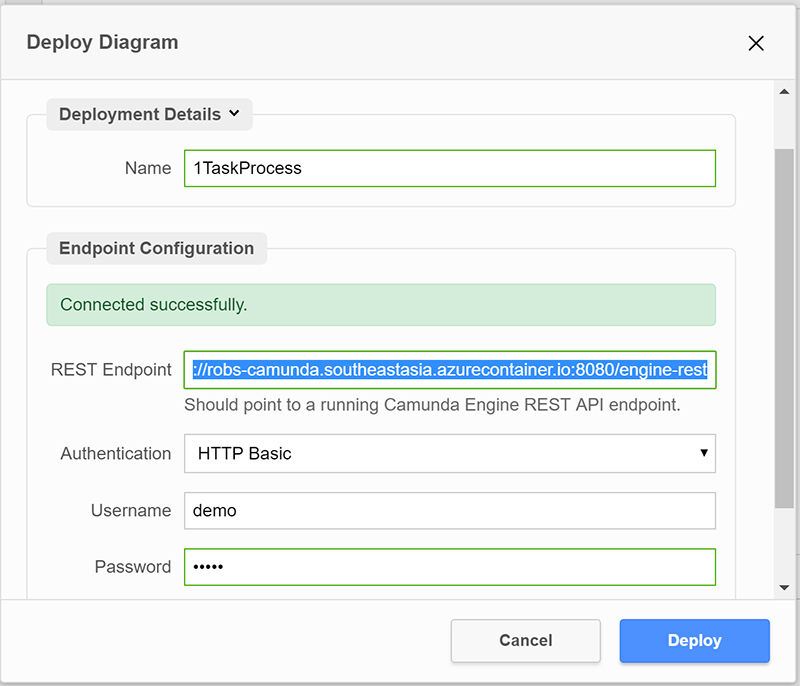 Deploy Diagram
Deployment Details
Name 1TaskProcess
Endpoint Configuration
Connected successfully.
REST Endpoint ://robs-camunda.southeastasia.azurecontainer.io:8080/engine-rest
Should point to a running Camunda Engine REST API endpoint.
Authentication HTTP Basic
Username demo
Password •••••
Cancel Deploy